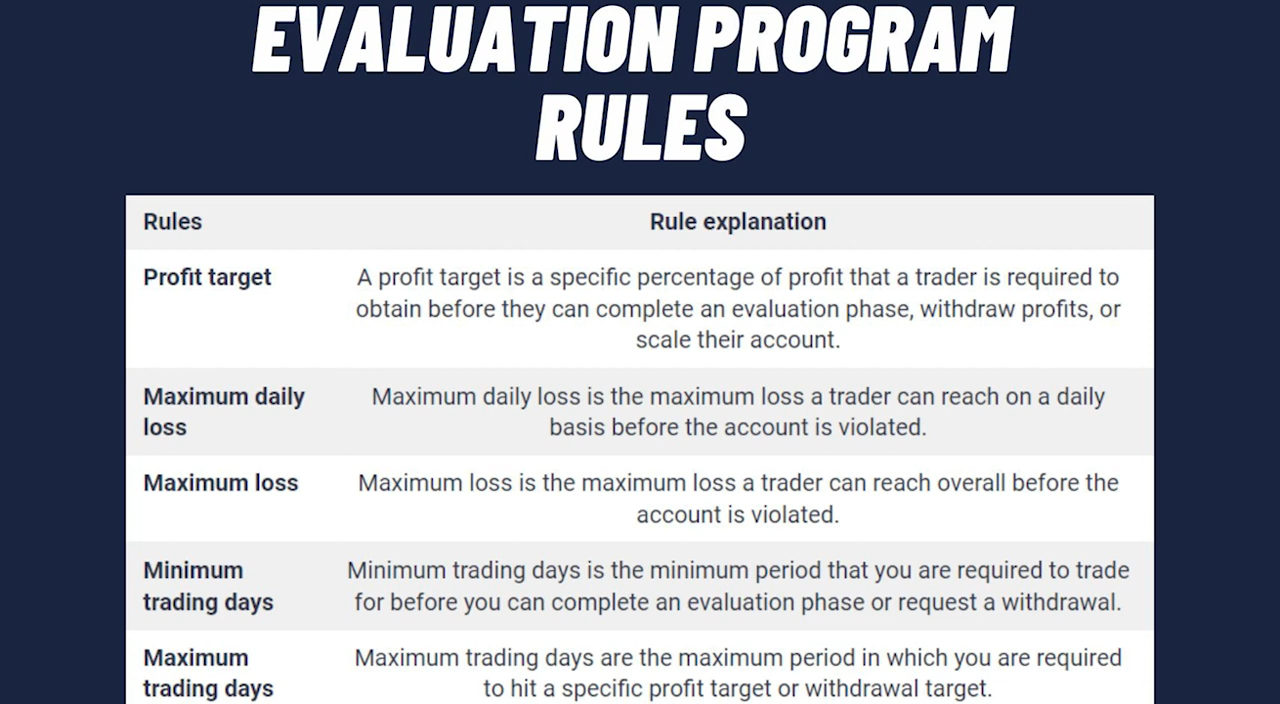 EVALUATION PROGRAM
RULES
Rules
Rule explanation
Profit target
A profit target is a specific percentage of profit that a trader is required to
obtain before they can complete an evaluation phase, withdraw profits, or
scale their account.
Maximum daily
loss
Maximum daily loss is the maximum loss a trader can reach on a daily
basis before the account is violated.
Maximum loss
Maximum loss is the maximum loss a trader can reach overall before the
account is violated.
Minimum
trading days
Minimum trading days is the minimum period that you are required to trade
for before you can complete an evaluation phase or request a withdrawal.
Maximum
trading days
Maximum trading days are the maximum period in which you are required
to hit a specific profit target or withdrawal target.